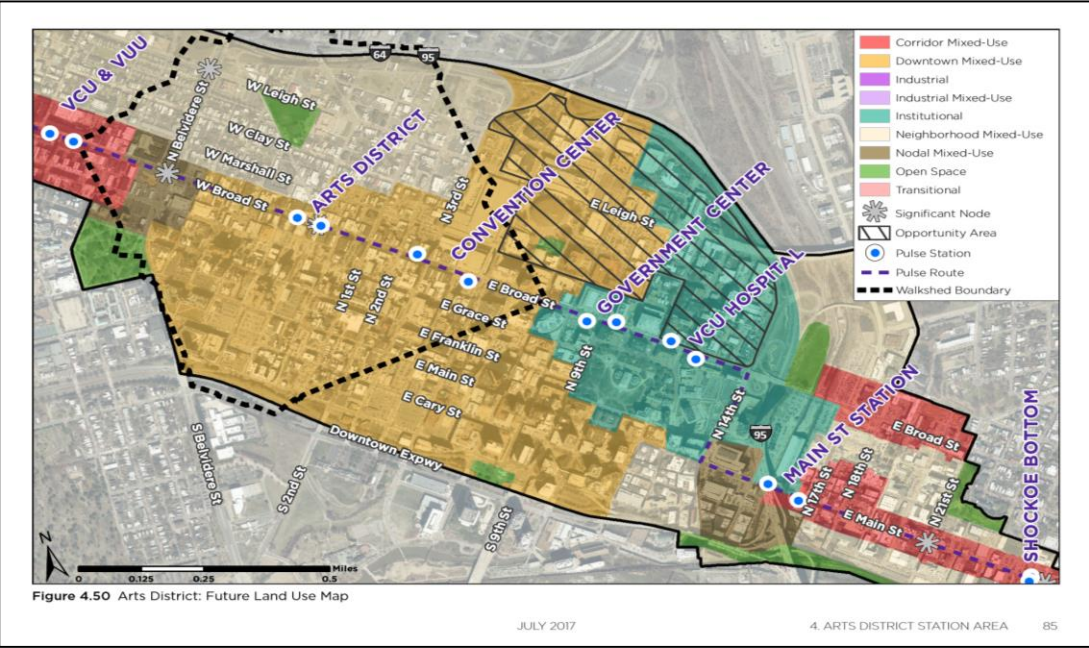 VCU & VUU
ARTS DISTRICT
CONVENTION CENTER
GOVERNMENT CENTER
VCU HOSPITAL
MAIN ST STATION
SHOCKOE BOTTOM
64
95
N Belvidere St
W Leigh St
W Clay St
W Marshall St
W Broad St
N 3rd St
E Leigh St
N 1st St
N 2nd St
E Broad St
E Grace St
E Franklin St
E Main St
E Cary St
N 9th St
N 14th St
95
E Broad St
N 17th St
N 18th St
N 21st St
E Main St
Downtown Expwy
S Belvidere St
S 2nd St
S 9th St
Corridor Mixed-Use
Downtown Mixed-Use
Industrial
Industrial Mixed-Use
Institutional
Neighborhood Mixed-Use
Nodal Mixed-Use
Open Space
Transitional
Significant Node
Opportunity Area
Pulse Station
Pulse Route
Walkshed Boundary
N
0 0.125 0.25 0.5 Miles
Figure 4.50 Arts District: Future Land Use Map
JULY 2017
4. ARTS DISTRICT STATION AREA 85